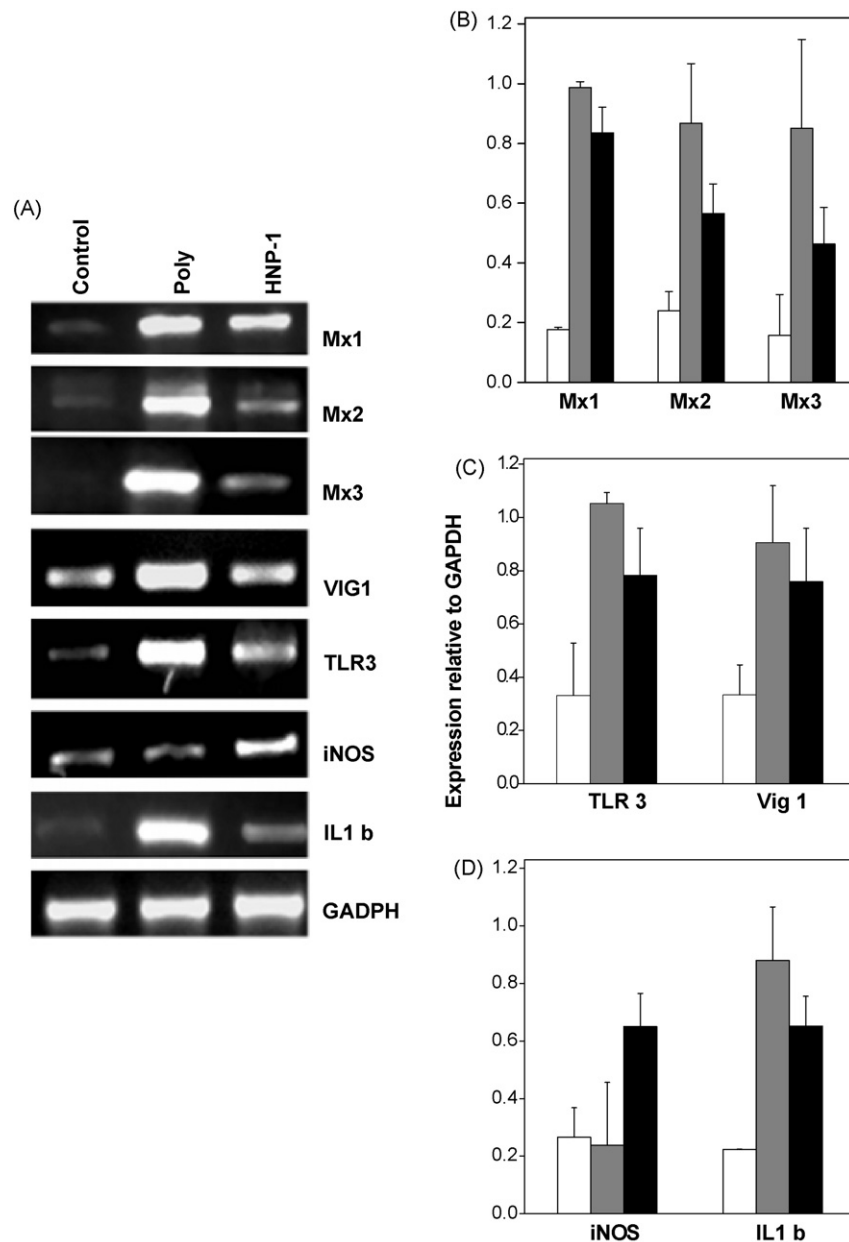 (A)
Control
Poly
HNP-1
Mx1
Mx2
Mx3
VIG1
TLR3
iNOS
IL1 b
GADPH
(B)
1.2
1.0
0.8
0.6
0.4
0.2
0.0
Mx1 Mx2 Mx3
(C)
Expression relative to GAPDH
1.2
1.0
0.8
0.6
0.4
0.2
0.0
TLR 3 Vig 1
(D)
1.2
1.0
0.8
0.6
0.4
0.2
0.0
iNOS IL1 b